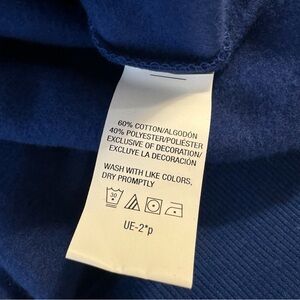 60% COTTON/ALGODÓN
40% POLYESTER/POLIÉSTER
EXCLUSIVE OF DECORATION/
EXCLUYE LA DECORACIÓN
WASH WITH LIKE COLORS,
DRY PROMPTLY
30
UE-2*p